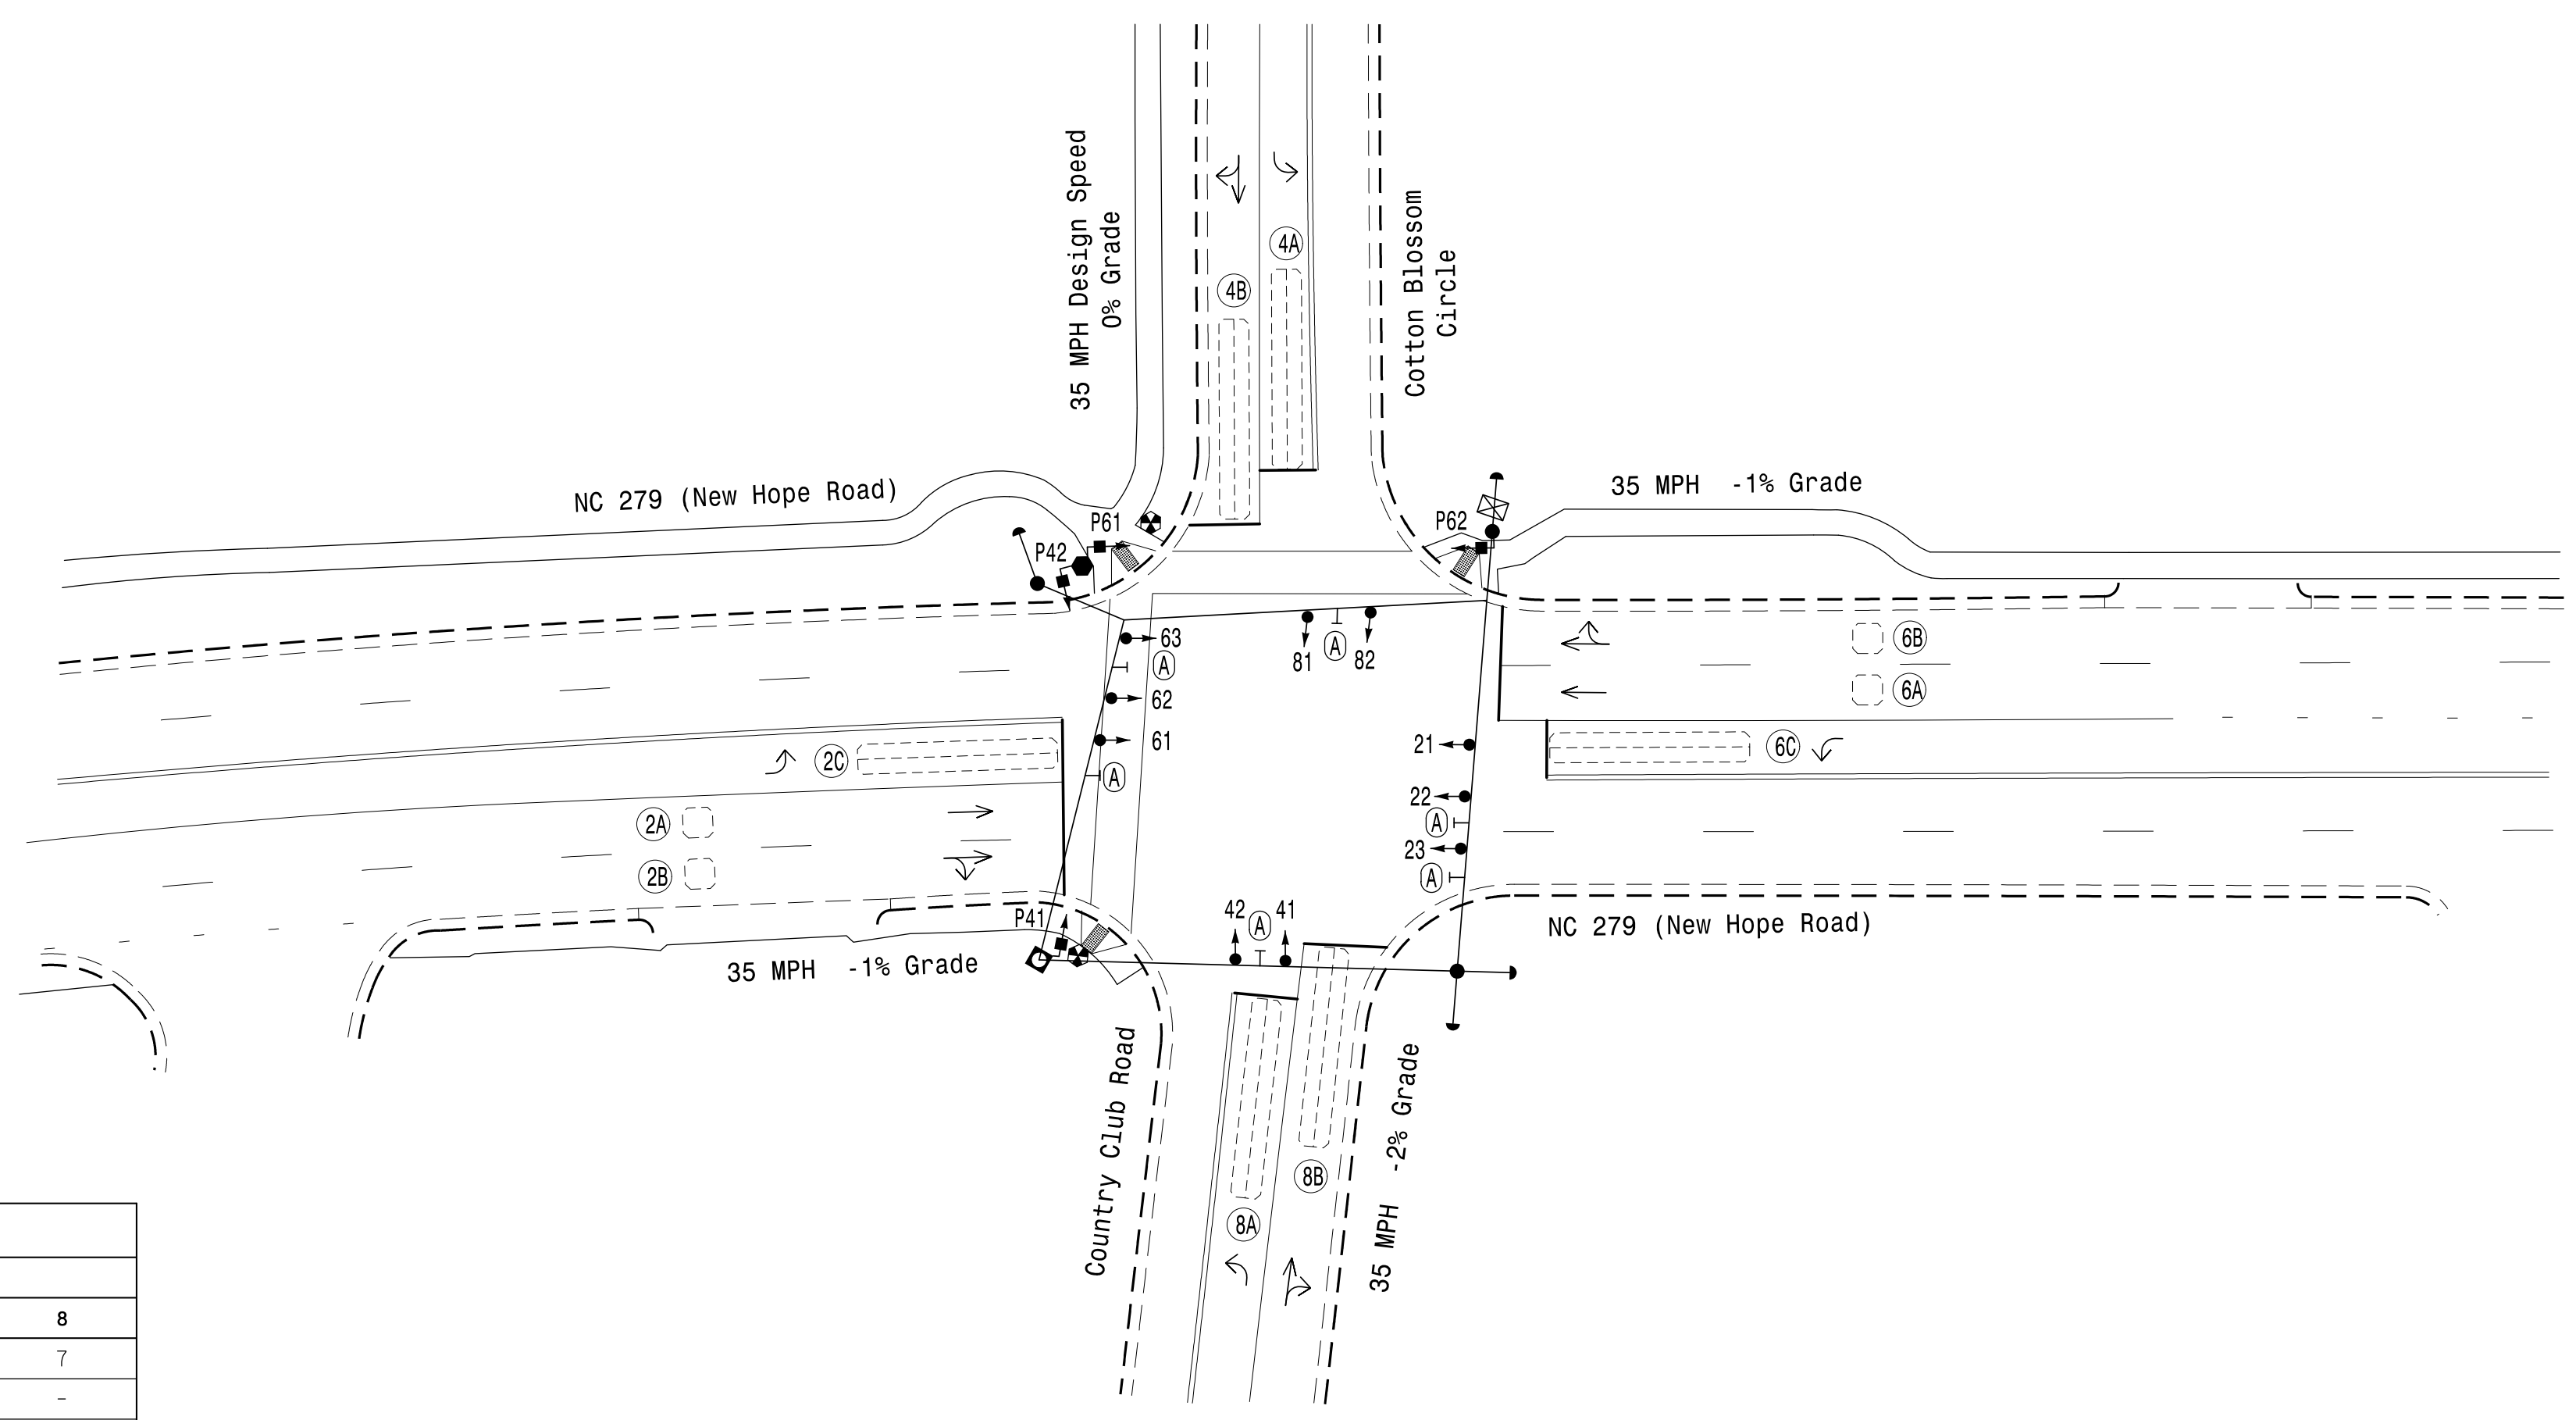 35 MPH Design Speed
0% Grade
Cotton Blossom
Circle
4A
4B
NC 279 (New Hope Road)
35 MPH -1% Grade
P61
P62
P42
63
A
62
61
A
81
A
82
6B
6A
6C
21
22
A
23
A
2C
2A
2B
P41
42
A
41
NC 279 (New Hope Road)
35 MPH -1% Grade
Country Club Road
35 MPH -2% Grade
8B
8A
8
7
-